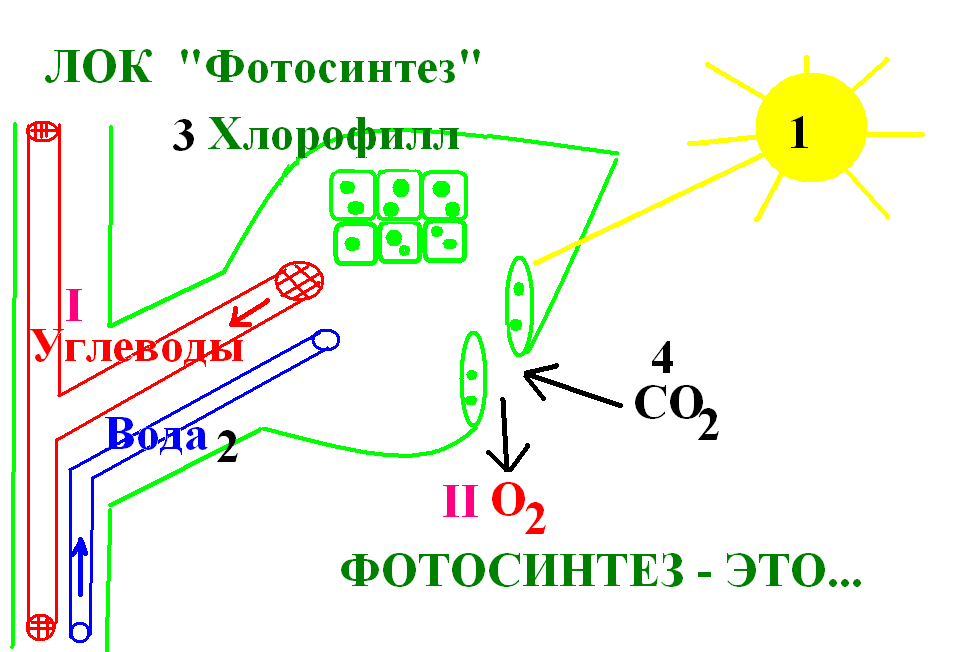 ЛОК "Фотосинтез"
1
3 Хлорофилл
I
Углеводы
4
CO2
Вода 2
II O2
ФОТОСИНТЕЗ - ЭТО...